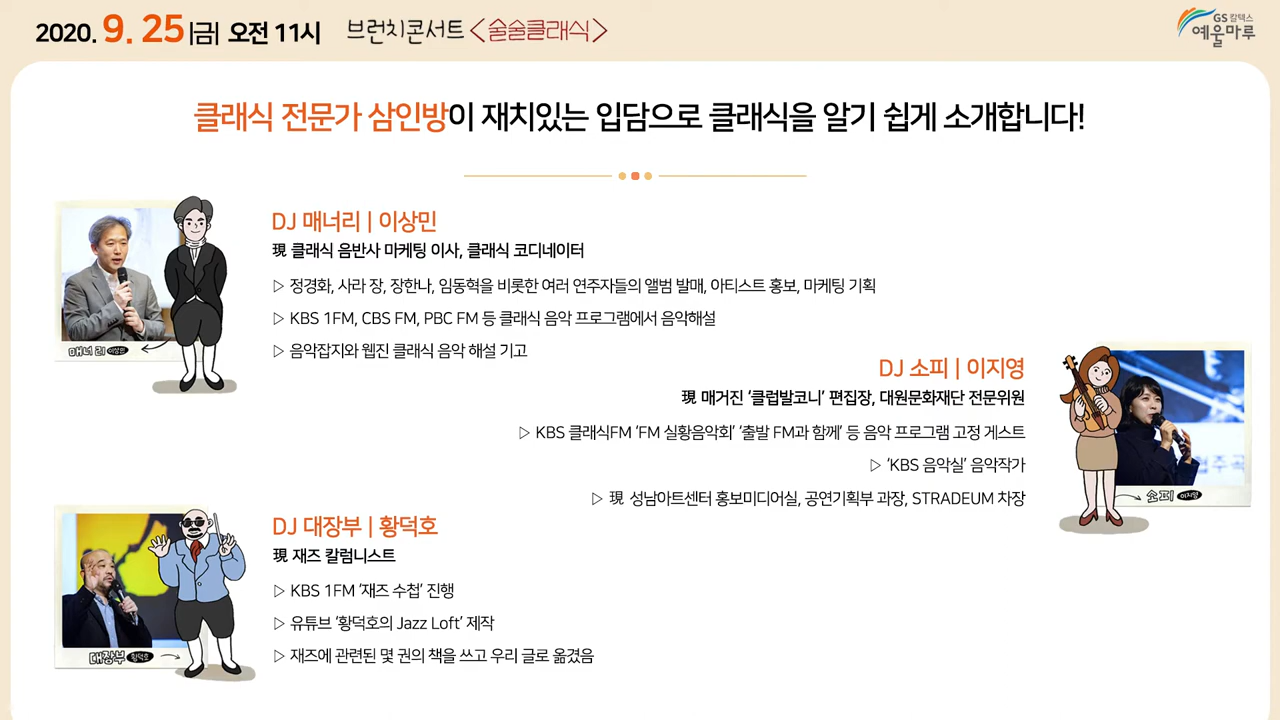 2020. 9. 25|금| 오전 11시 브런치콘서트 <술술클래식>
GS칼텍스
예울마루
클래식 전문가 삼인방이 재치있는 입담으로 클래식을 알기 쉽게 소개합니다!
DJ 매너리 | 이상민
現 클래식 음반사 마케팅 이사, 클래식 코디네이터
▷ 정경화, 사라 장, 장한나, 임동혁을 비롯한 여러 연주자들의 앨범 발매, 아티스트 홍보, 마케팅 기획
▷ KBS 1FM, CBS FM, PBC FM 등 클래식 음악 프로그램에서 음악해설
▷ 음악잡지와 웹진 클래식 음악 해설 기고
매너리 이상민
DJ 소피 | 이지영
現 매거진 '클럽발코니' 편집장, 대원문화재단 전문위원
▷ KBS 클래식FM 'FM 실황음악회' '출발 FM과 함께' 등 음악 프로그램 고정 게스트
▷ 'KBS 음악실' 음악작가
▷ 現 성남아트센터 홍보미디어실, 공연기획부 과장, STRADEUM 차장
소피 이지영
DJ 대장부 | 황덕호
現 재즈 칼럼니스트
▷ KBS 1FM '재즈 수첩' 진행
▷ 유튜브 '황덕호의 Jazz Loft' 제작
▷ 재즈에 관련된 몇 권의 책을 쓰고 우리 글로 옮겼음
대장부 황덕호